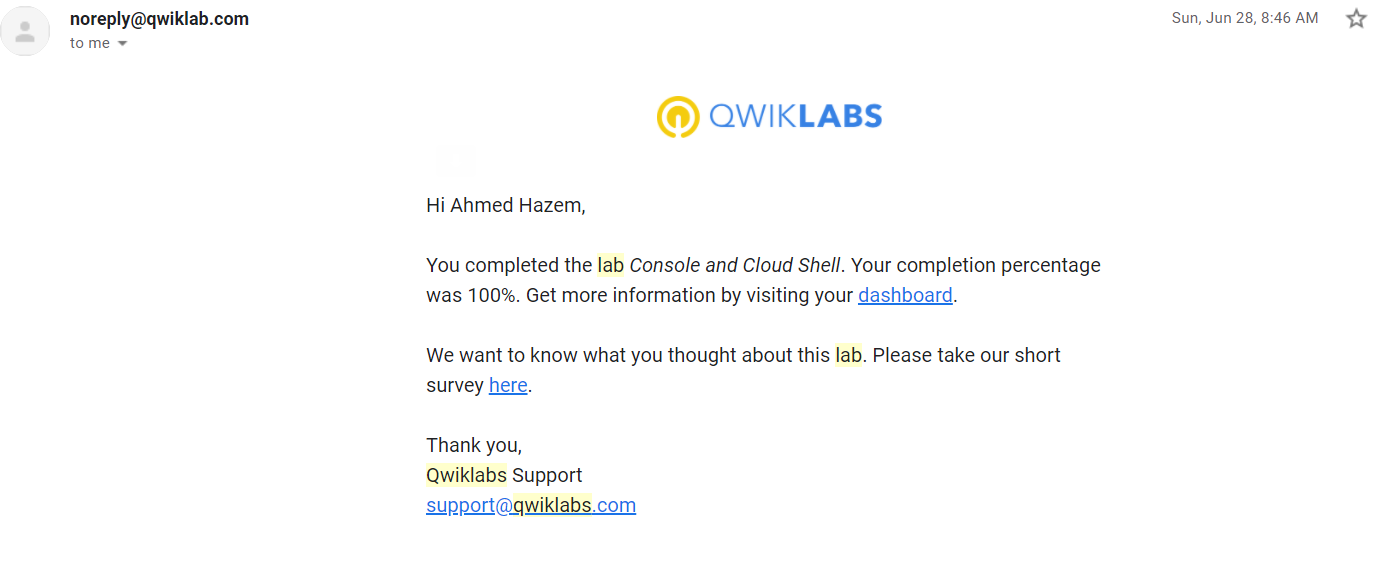 noreply@qwiklab.com
Sun, Jun 28, 8:46 AM
to me
QWIKLABS
Hi Ahmed Hazem,
You completed the lab Console and Cloud Shell. Your completion percentage
was 100%. Get more information by visiting your dashboard.
We want to know what you thought about this lab. Please take our short
survey here.
Thank you,
Qwiklabs Support
support@qwiklabs.com